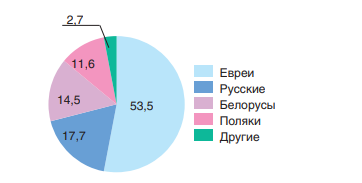 2,7
11,6
14,5
17,7
53,5
Евреи
Русские
Белорусы
Поляки
Другие